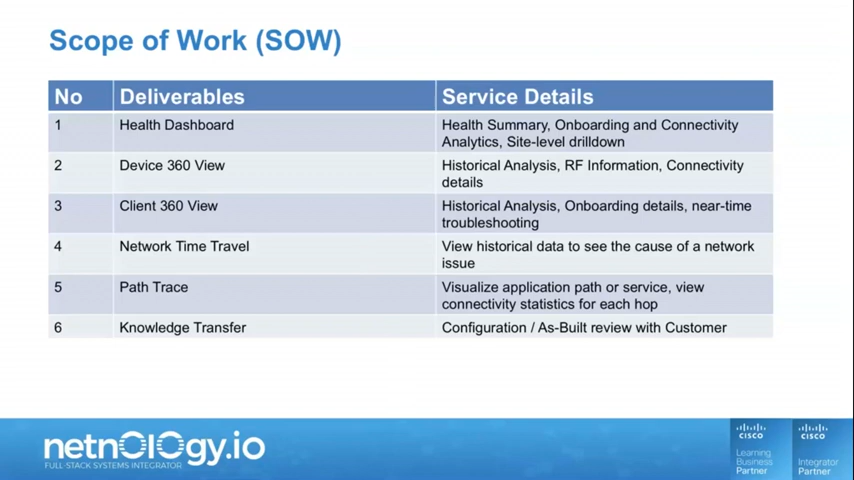 Scope of Work (SOW)
No Deliverables Service Details
1 Health Dashboard Health Summary, Onboarding and Connectivity
Analytics, Site-level drilldown
2 Device 360 View Historical Analysis, RF Information, Connectivity
details
3 Client 360 View Historical Analysis, Onboarding details, near-time
troubleshooting
4 Network Time Travel View historical data to see the cause of a network
issue
5 Path Trace Visualize application path or service, view
connectivity statistics for each hop
6 Knowledge Transfer Configuration / As-Built review with Customer
netnology.io
FULL-STACK SYSTEMS INTEGRATOR
CISCO
Learning
Business
Partner
CISCO
Integrator
Partner